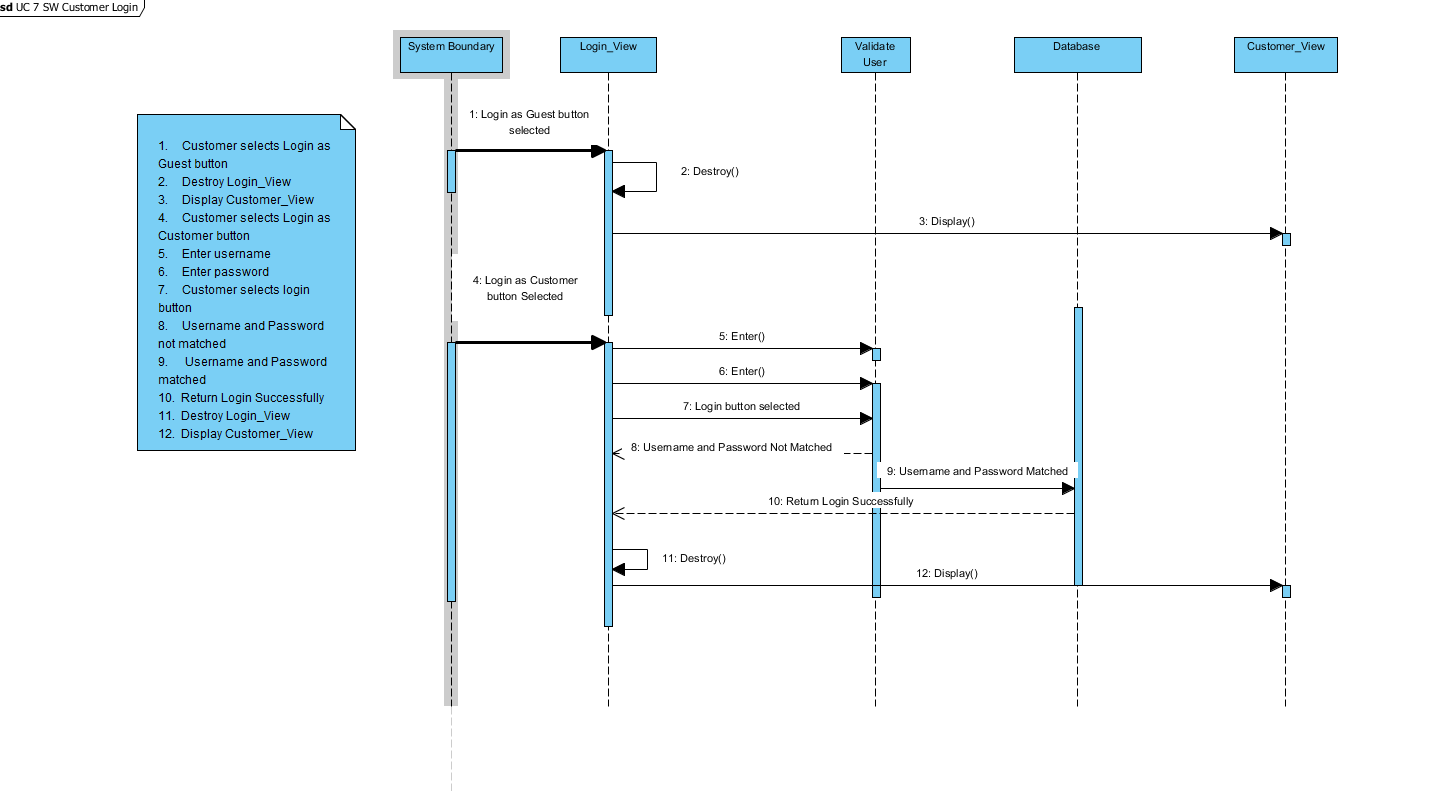 sd UC 7 SW Customer Login
System Boundary
Login_View
Validate
User
Database
Customer_View
1: Login as Guest button
selected
2: Destroy()
3: Display()
4: Login as Customer
button Selected
5: Enter()
6: Enter()
7: Login button selected
8: Username and Password Not Matched
9: Username and Password Matched
10: Return Login Successfully
11: Destroy()
12: Display()
1. Customer selects Login as
Guest button
2. Destroy Login_View
3. Display Customer_View
4. Customer selects Login as
Customer button
5. Enter username
6. Enter password
7. Customer selects login
button
8. Username and Password
not matched
9. Username and Password
matched
10. Return Login Successfully
11. Destroy Login_View
12. Display Customer_View